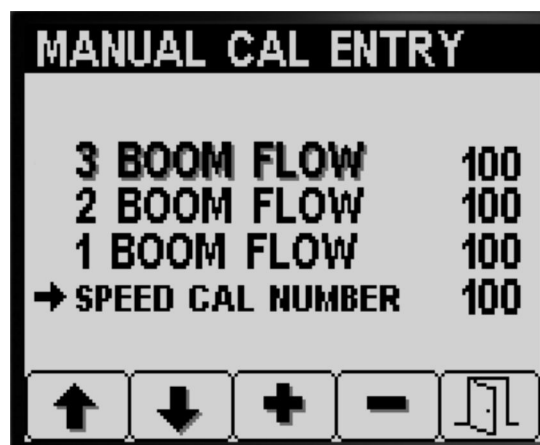 MANUAL CAL ENTRY
3 BOOM FLOW 100
2 BOOM FLOW 100
1 BOOM FLOW 100
SPEED CAL NUMBER 100